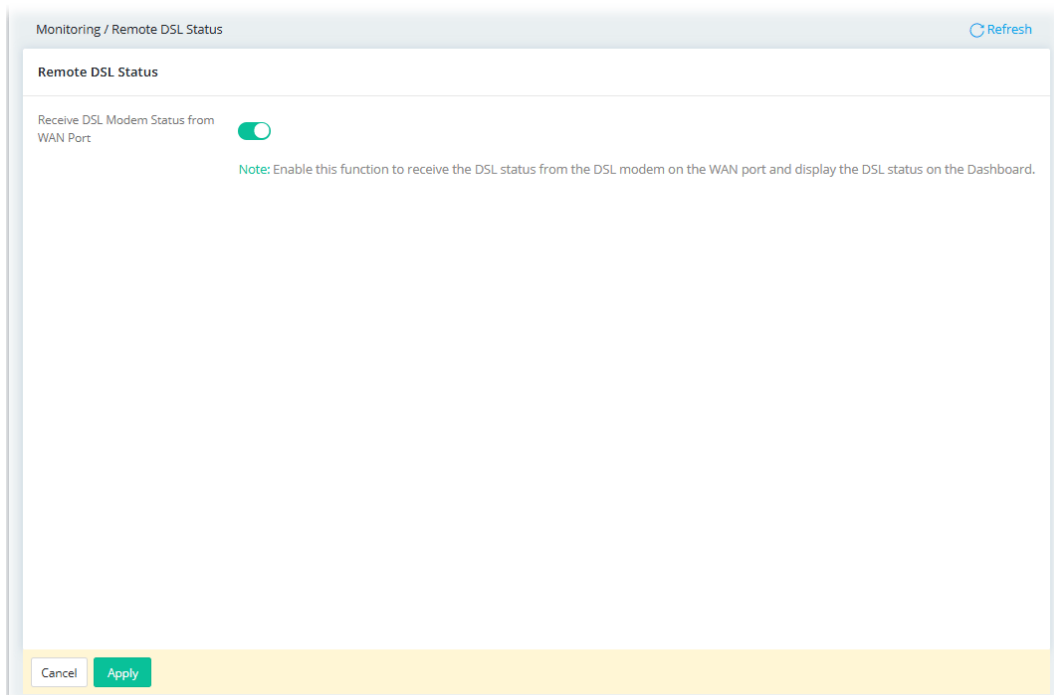 Monitoring / Remote DSL Status
Refresh
Remote DSL Status
Receive DSL Modem Status from
WAN Port
Note: Enable this function to receive the DSL status from the DSL modem on the WAN port and display the DSL status on the Dashboard.
Cancel
Apply